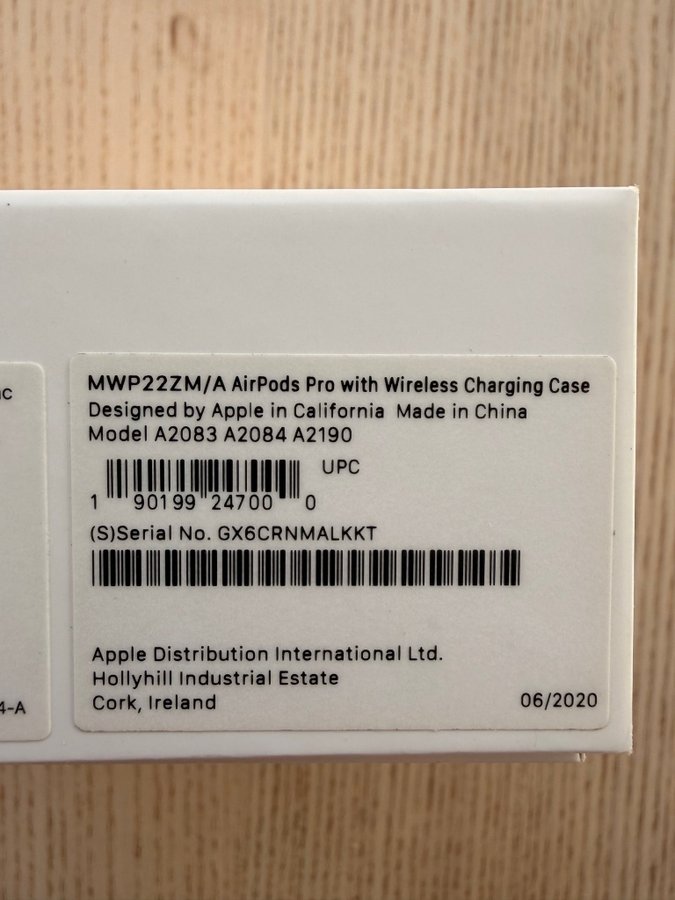 c
MWP22ZM/A AirPods Pro with Wireless Charging Case
Designed by Apple in California Made in China
Model A2083 A2084 A2190
UPC
1 90199 24700 0
(S)Serial No. GX6CRNMALKKT
Apple Distribution International Ltd.
Hollyhill Industrial Estate
Cork, Ireland
06/2020
4-A